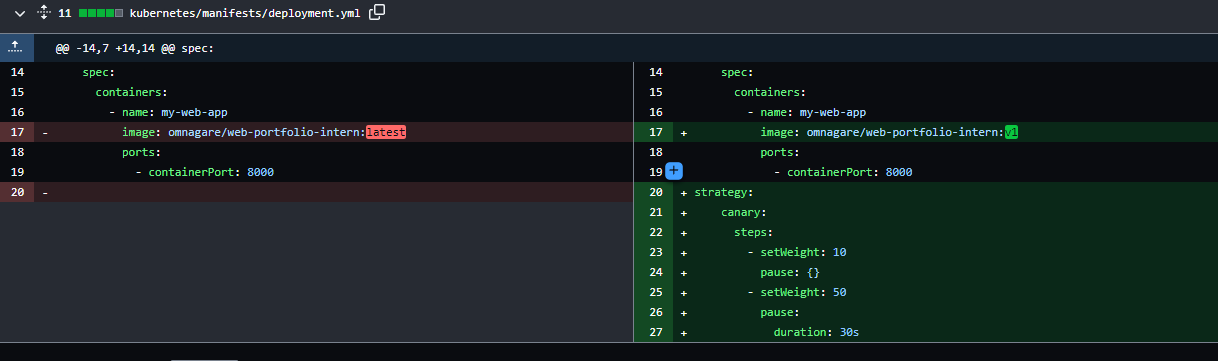 11 kubernetes/manifests/deployment.yml
@@ -14,7 +14,14 @@ spec:
14 spec:
15 containers:
16 - name: my-web-app
17 - image: omnagare/web-portfolio-intern:latest
18 ports:
19 - containerPort: 8000
20 -
14 spec:
15 containers:
16 - name: my-web-app
17 + image: omnagare/web-portfolio-intern:v1
18 ports:
19 + - containerPort: 8000
20 + strategy:
21 + canary:
22 + steps:
23 + - setWeight: 10
24 + pause: {}
25 + - setWeight: 50
26 + pause:
27 + duration: 30s